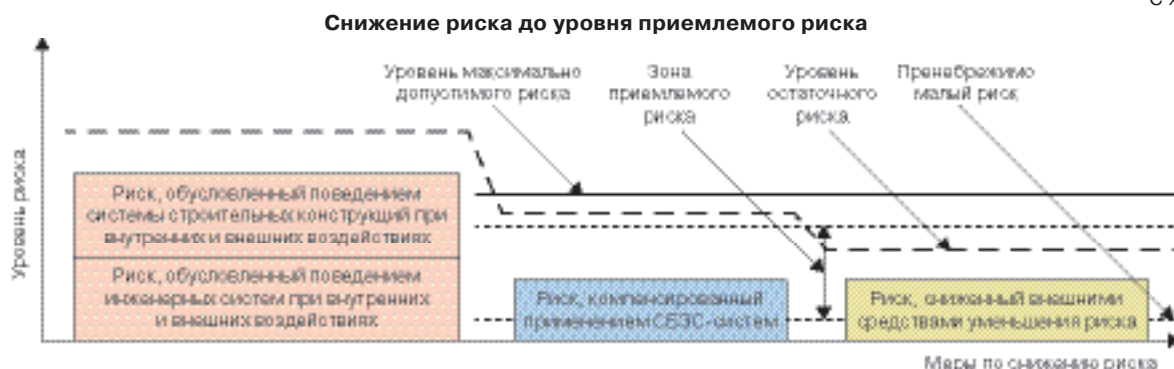 С
Снижение риска до уровня приемлемого риска
Уровень максимально
допустимого риска
Зона
приемлемого
риска
Уровень
остаточного
риска
Пренебрежимо
малый риск
Уровень риска
Риск, обусловленный поведением
системы строительных конструкций при
внутренних и внешних воздействиях
Риск, обусловленный поведением
инженерных систем при внутренних
и внешних воздействиях
Риск, компенсированный
применением СБЗС-систем
Риск, сниженный внешними
средствами уменьшения риска
Меры по снижению риска